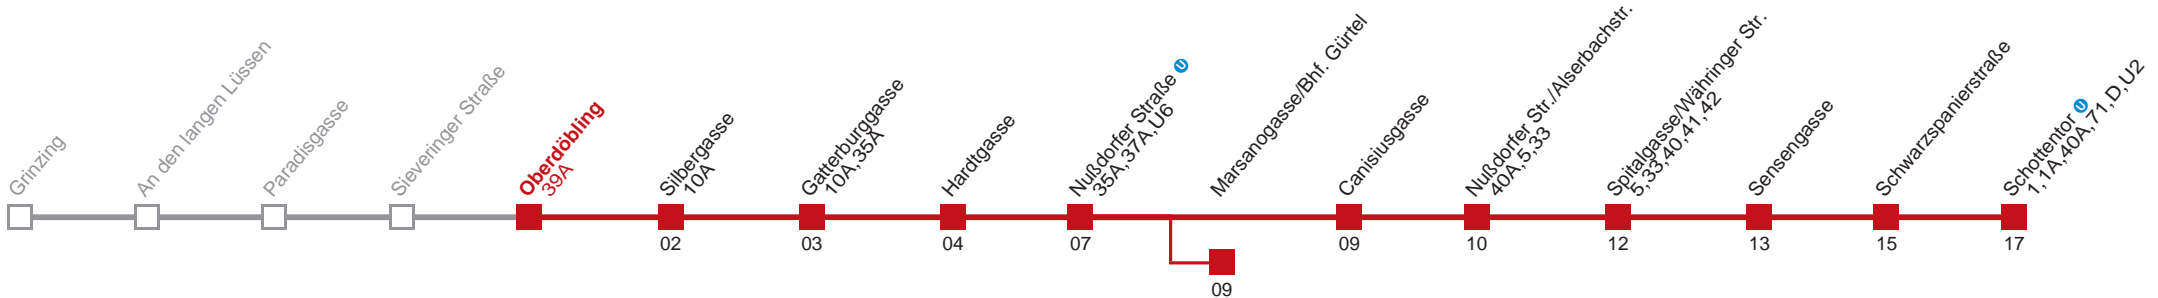 Grinzing
An den langen Lüssen
Paradisgasse
Sieveringer Straße
Oberdöbling
39A
Silbergasse
10A
02
Gatterburggasse
10A,35A
03
Hardtgasse
04
Nußdorfer Straße U
35A,37A,U6
07
Marsanogasse/Bhf. Gürtel
09
Canisiusgasse
09
Nußdorfer Str./Alserbachstr.
40A,5,33
10
Spitalgasse/Währinger Str.
5,33,40,41,42
12
Sensengasse
13
Schwarzspanierstraße
15
Schottentor U
1,1A,40A,71,D,U2
17